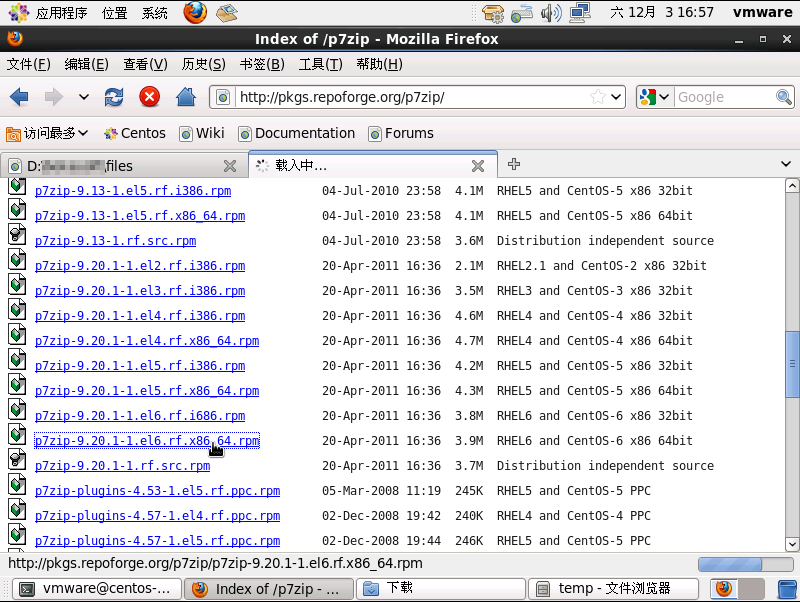 应用程序 位置 系统 六 12月 3 16:57 vmware
Index of /p7zip - Mozilla Firefox
文件(F) 编辑(E) 查看(V) 历史(S) 书签(B) 工具(T) 帮助(H)
http://pkgs.repoforge.org/p7zip/ Google
访问最多 Centos Wiki Documentation Forums
D: files 载入中...
p7zip-9.13-1.el5.rf.i386.rpm 04-Jul-2010 23:58 4.1M RHEL5 and CentOS-5 x86 32bit
p7zip-9.13-1.el5.rf.x86_64.rpm 04-Jul-2010 23:58 4.1M RHEL5 and CentOS-5 x86 64bit
p7zip-9.13-1.rf.src.rpm 04-Jul-2010 23:58 3.6M Distribution independent source
p7zip-9.20.1-1.el2.rf.i386.rpm 20-Apr-2011 16:36 2.1M RHEL2.1 and CentOS-2 x86 32bit
p7zip-9.20.1-1.el3.rf.i386.rpm 20-Apr-2011 16:36 3.5M RHEL3 and CentOS-3 x86 32bit
p7zip-9.20.1-1.el4.rf.i386.rpm 20-Apr-2011 16:36 4.6M RHEL4 and CentOS-4 x86 32bit
p7zip-9.20.1-1.el4.rf.x86_64.rpm 20-Apr-2011 16:36 4.7M RHEL4 and CentOS-4 x86 64bit
p7zip-9.20.1-1.el5.rf.i386.rpm 20-Apr-2011 16:36 4.2M RHEL5 and CentOS-5 x86 32bit
p7zip-9.20.1-1.el5.rf.x86_64.rpm 20-Apr-2011 16:36 4.3M RHEL5 and CentOS-5 x86 64bit
p7zip-9.20.1-1.el6.rf.i686.rpm 20-Apr-2011 16:36 3.8M RHEL6 and CentOS-6 x86 32bit
p7zip-9.20.1-1.el6.rf.x86_64.rpm 20-Apr-2011 16:36 3.9M RHEL6 and CentOS-6 x86 64bit
p7zip-9.20.1-1.rf.src.rpm 20-Apr-2011 16:36 3.7M Distribution independent source
p7zip-plugins-4.53-1.el5.rf.ppc.rpm 05-Mar-2008 11:19 245K RHEL5 and CentOS-5 PPC
p7zip-plugins-4.57-1.el4.rf.ppc.rpm 02-Dec-2008 19:42 240K RHEL4 and CentOS-4 PPC
p7zip-plugins-4.57-1.el5.rf.ppc.rpm 02-Dec-2008 19:44 246K RHEL5 and CentOS-5 PPC
http://pkgs.repoforge.org/p7zip/p7zip-9.20.1-1.el6.rf.x86_64.rpm
vmware@centos-... Index of /p7zip - ... 下载 temp - 文件浏览器